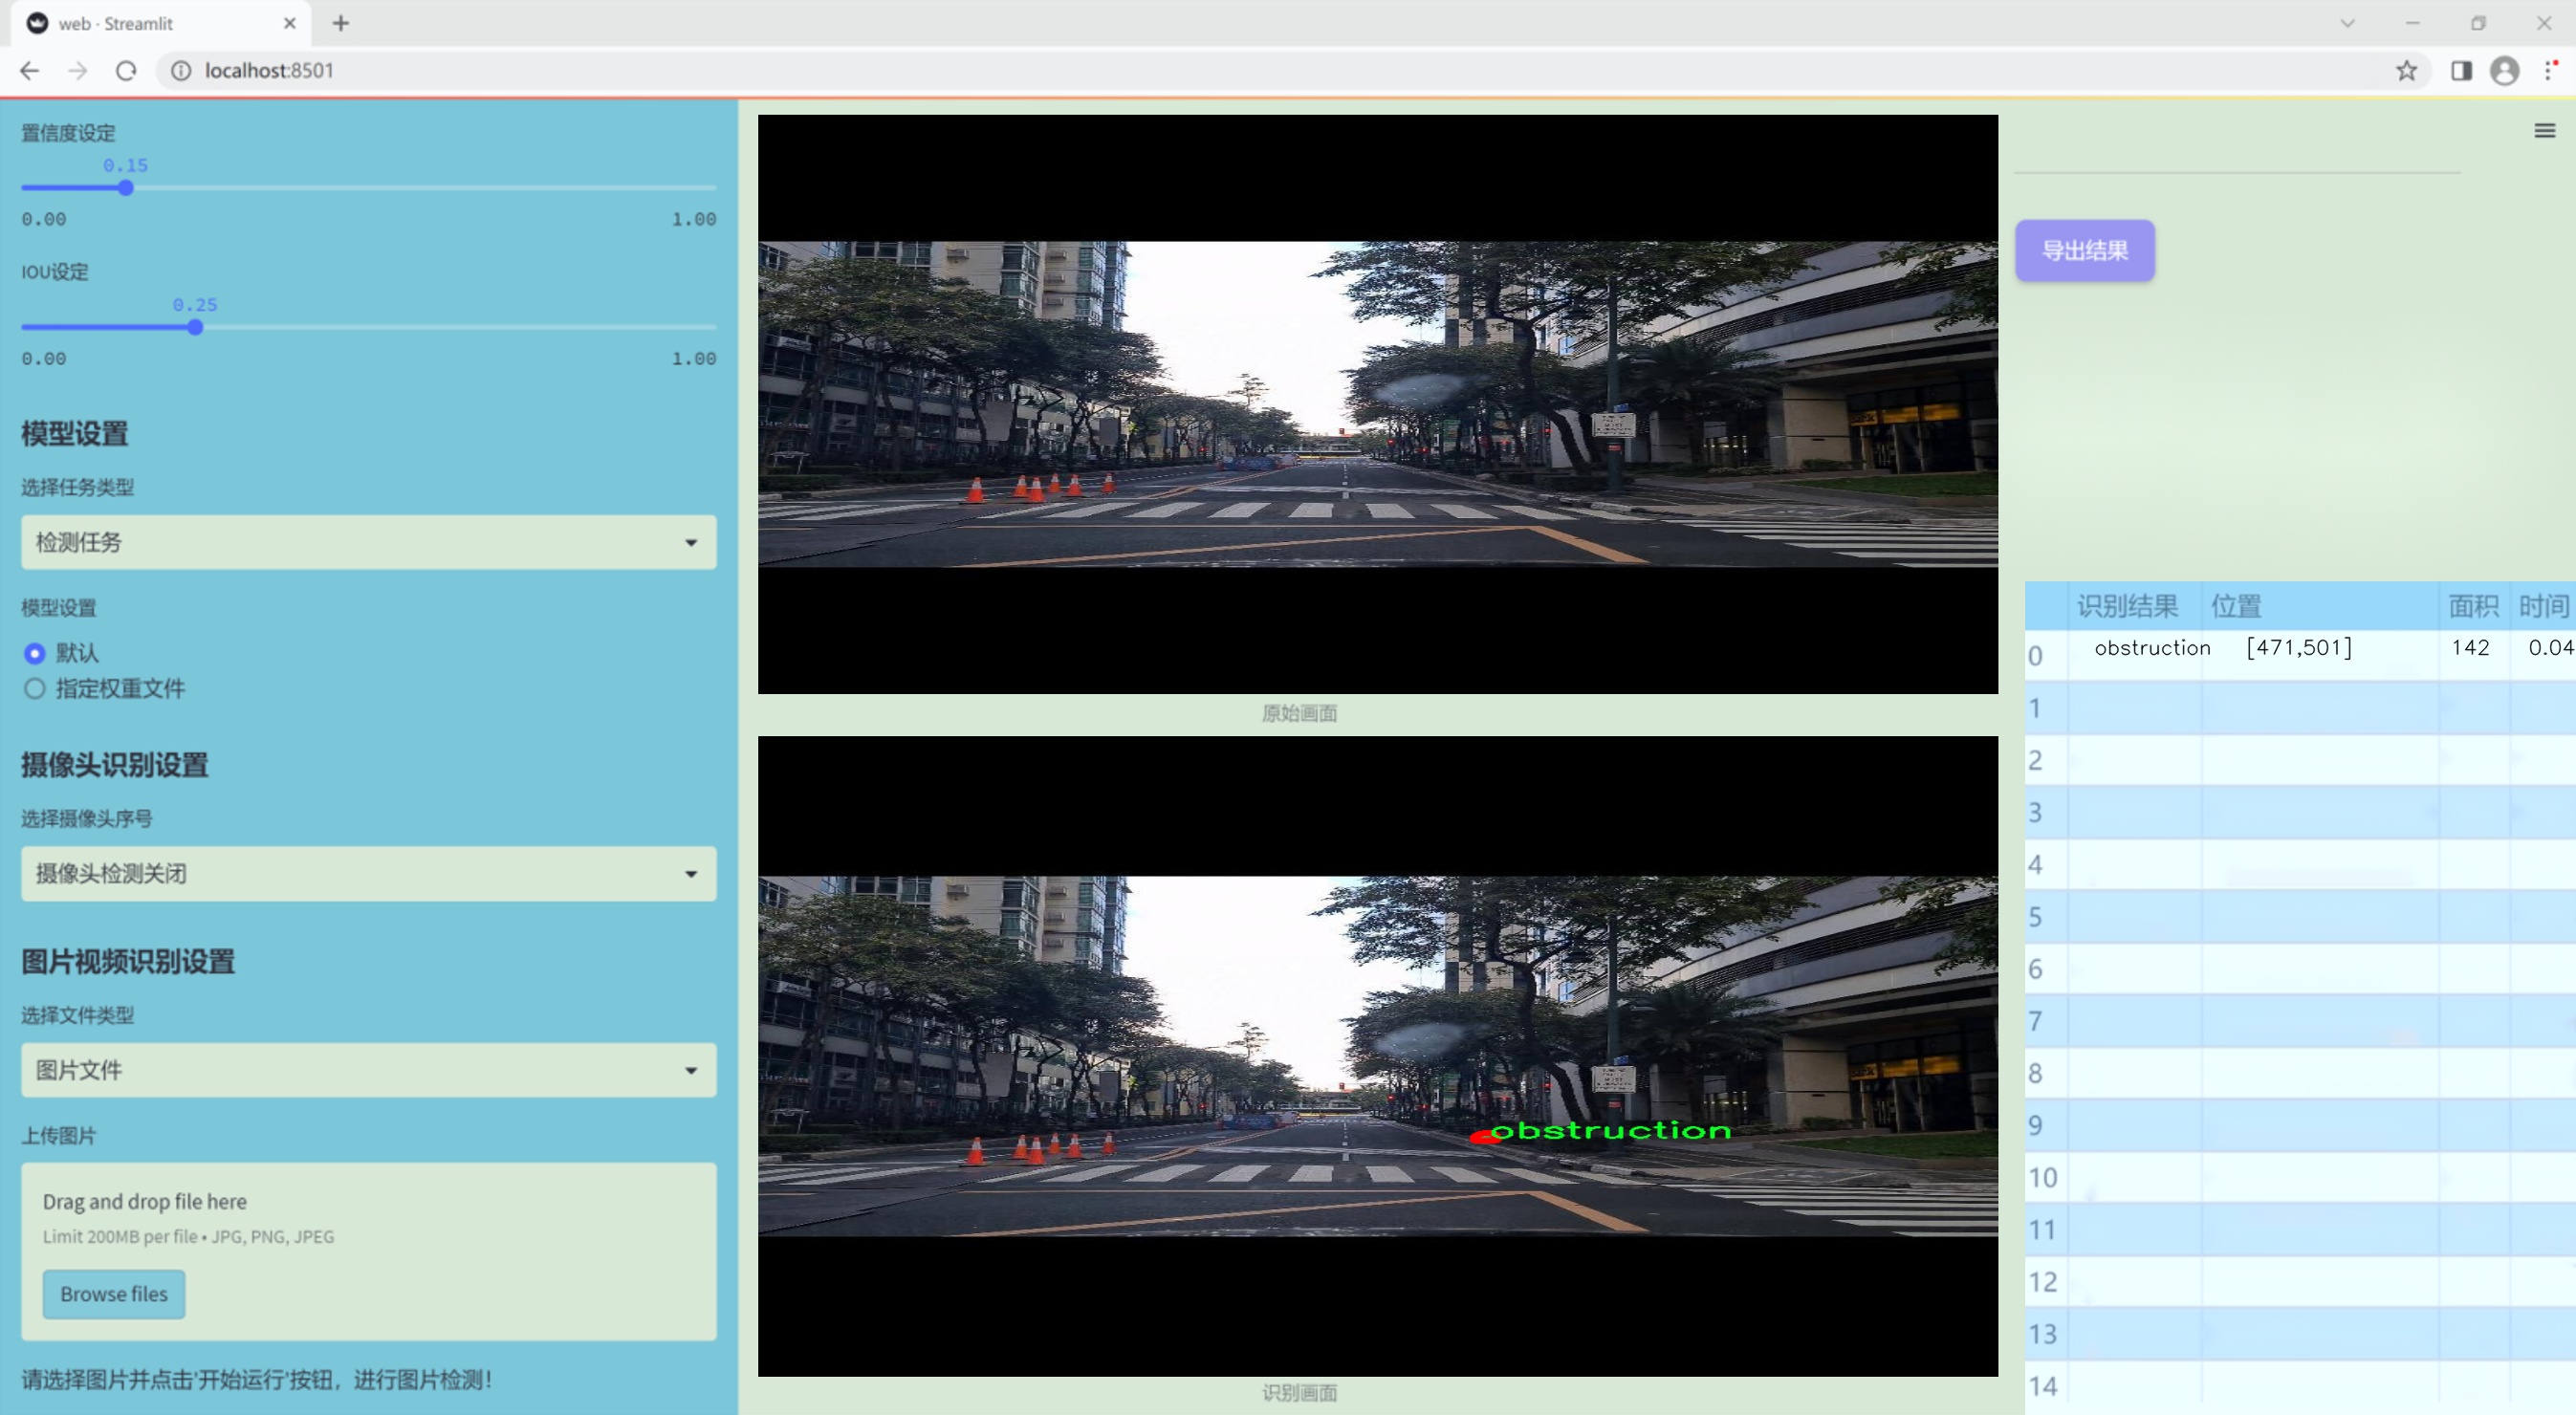 web · Streamlit
localhost:8501
置信度设定
0.15
0.00 1.00
IOU设定
0.25
0.00 1.00
模型设置
选择任务类型
检测任务
模型设置
默认
指定权重文件
摄像头识别设置
选择摄像头序号
摄像头检测关闭
图片视频识别设置
选择文件类型
图片文件
上传图片
Drag and drop file here
Limit 200MB per file • JPG, PNG, JPEG
Browse files
请选择图片并点击'开始运行'按钮，进行图片检测！
原始画面
obstruction
识别画面
导出结果
识别结果 位置 面积 时间
0 obstruction [471,501] 142 0.04
1
2
3
4
5
6
7
8
9
10
11
12
13
14